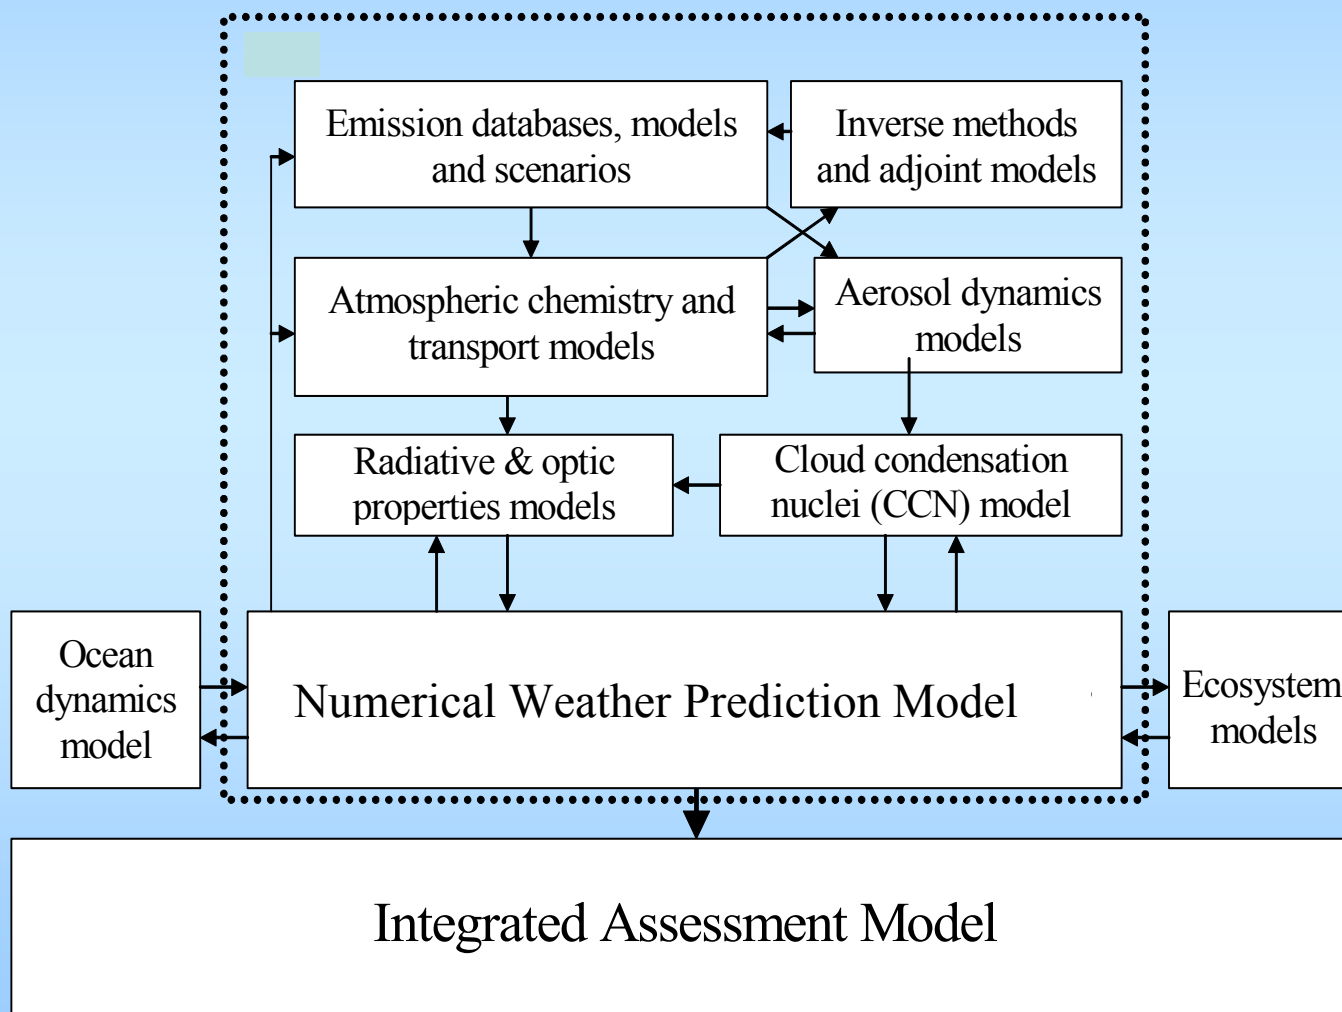 Emission databases, models
and scenarios
Inverse methods
and adjoint models
Atmospheric chemistry and
transport models
Aerosol dynamics
models
Radiative & optic
properties models
Cloud condensation
nuclei (CCN) model
Ocean
dynamics
model
Numerical Weather Prediction Model
Ecosystem
models
Integrated Assessment Model